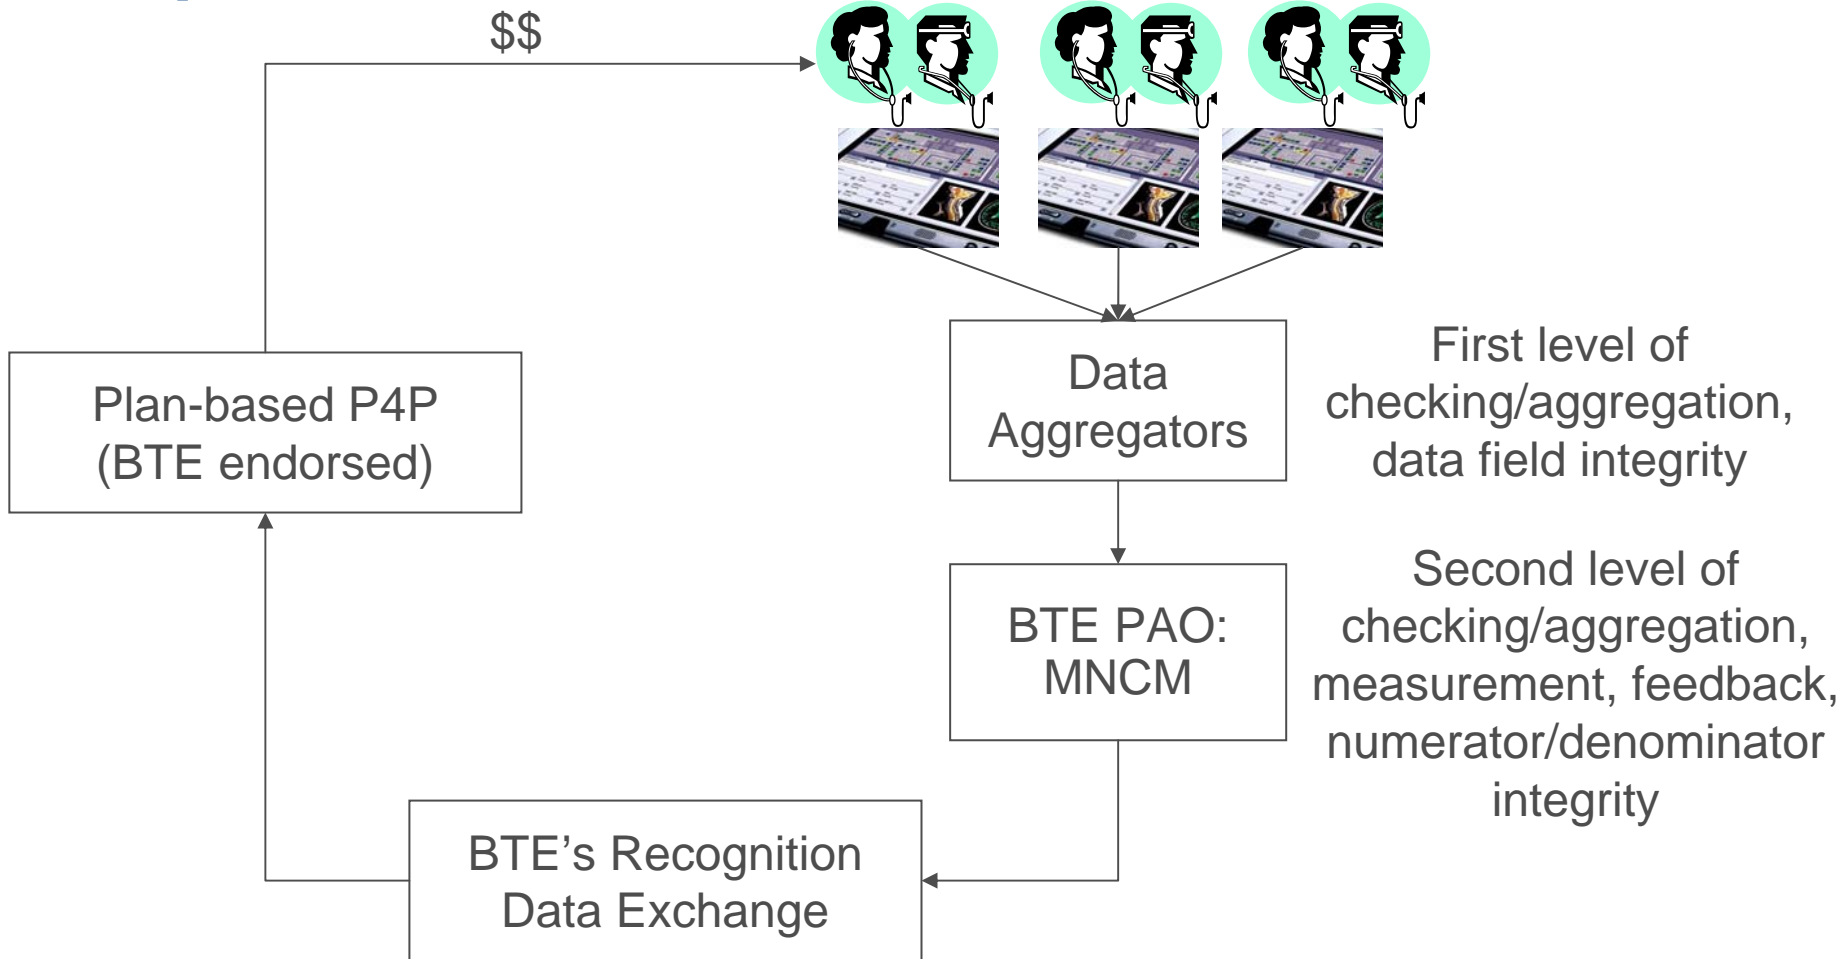 $$
Plan-based P4P
(BTE endorsed)
Data
Aggregators
First level of
checking/aggregation,
data field integrity
BTE PAO:
MNCM
Second level of
checking/aggregation,
measurement, feedback,
numerator/denominator
integrity
BTE’s Recognition
Data Exchange